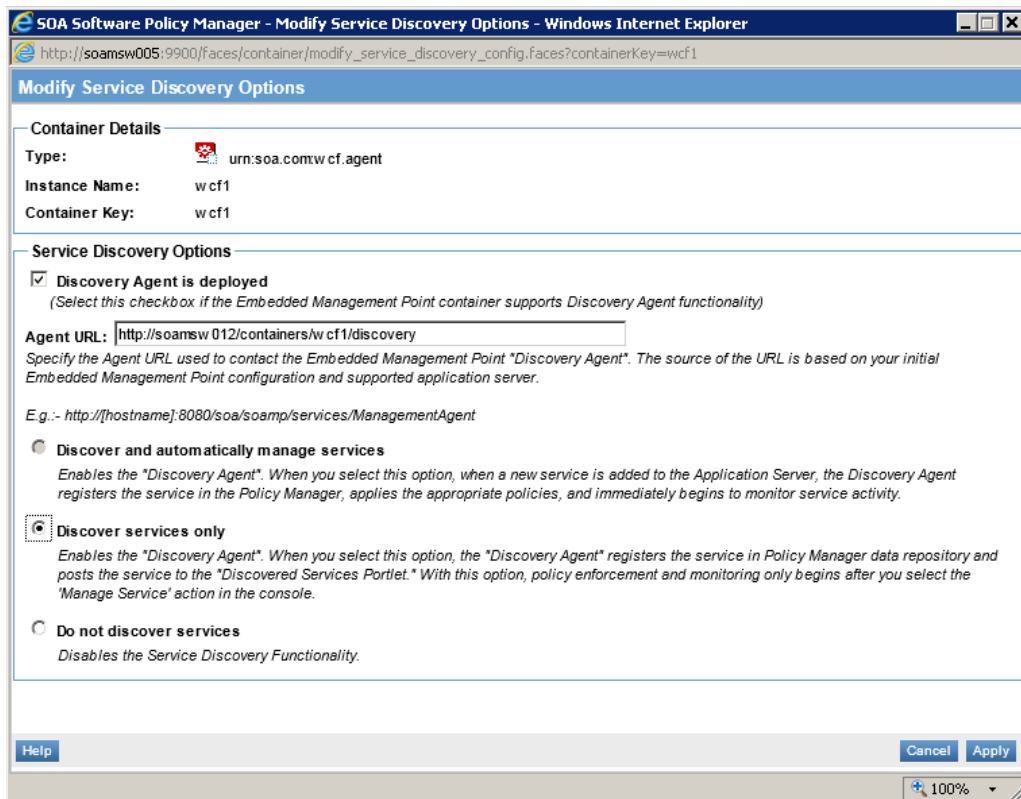 SOA Software Policy Manager - Modify Service Discovery Options - Windows Internet Explorer
http://soamsw005:9900/faces/container/modify_service_discovery_config.faces?containerKey=wcf1
Modify Service Discovery Options
Container Details
Type: urn:soa.com:wcf.agent
Instance Name: wcf1
Container Key: wcf1
Service Discovery Options
Discovery Agent is deployed
(Select this checkbox if the Embedded Management Point container supports Discovery Agent functionality)
Agent URL: http://soamsw012/containers/wcf1/discovery
Specify the Agent URL used to contact the Embedded Management Point "Discovery Agent". The source of the URL is based on your initial
Embedded Management Point configuration and supported application server.
E.g.:- http://[hostname]:8080/soa/soamp/services/ManagementAgent
Discover and automatically manage services
Enables the "Discovery Agent". When you select this option, when a new service is added to the Application Server, the Discovery Agent
registers the service in the Policy Manager, applies the appropriate policies, and immediately begins to monitor service activity.
Discover services only
Enables the "Discovery Agent". When you select this option, the "Discovery Agent" registers the service in Policy Manager data repository and
posts the service to the "Discovered Services Portlet." With this option, policy enforcement and monitoring only begins after you select the
'Manage Service' action in the console.
Do not discover services
Disables the Service Discovery Functionality.
Help Cancel Apply
100%